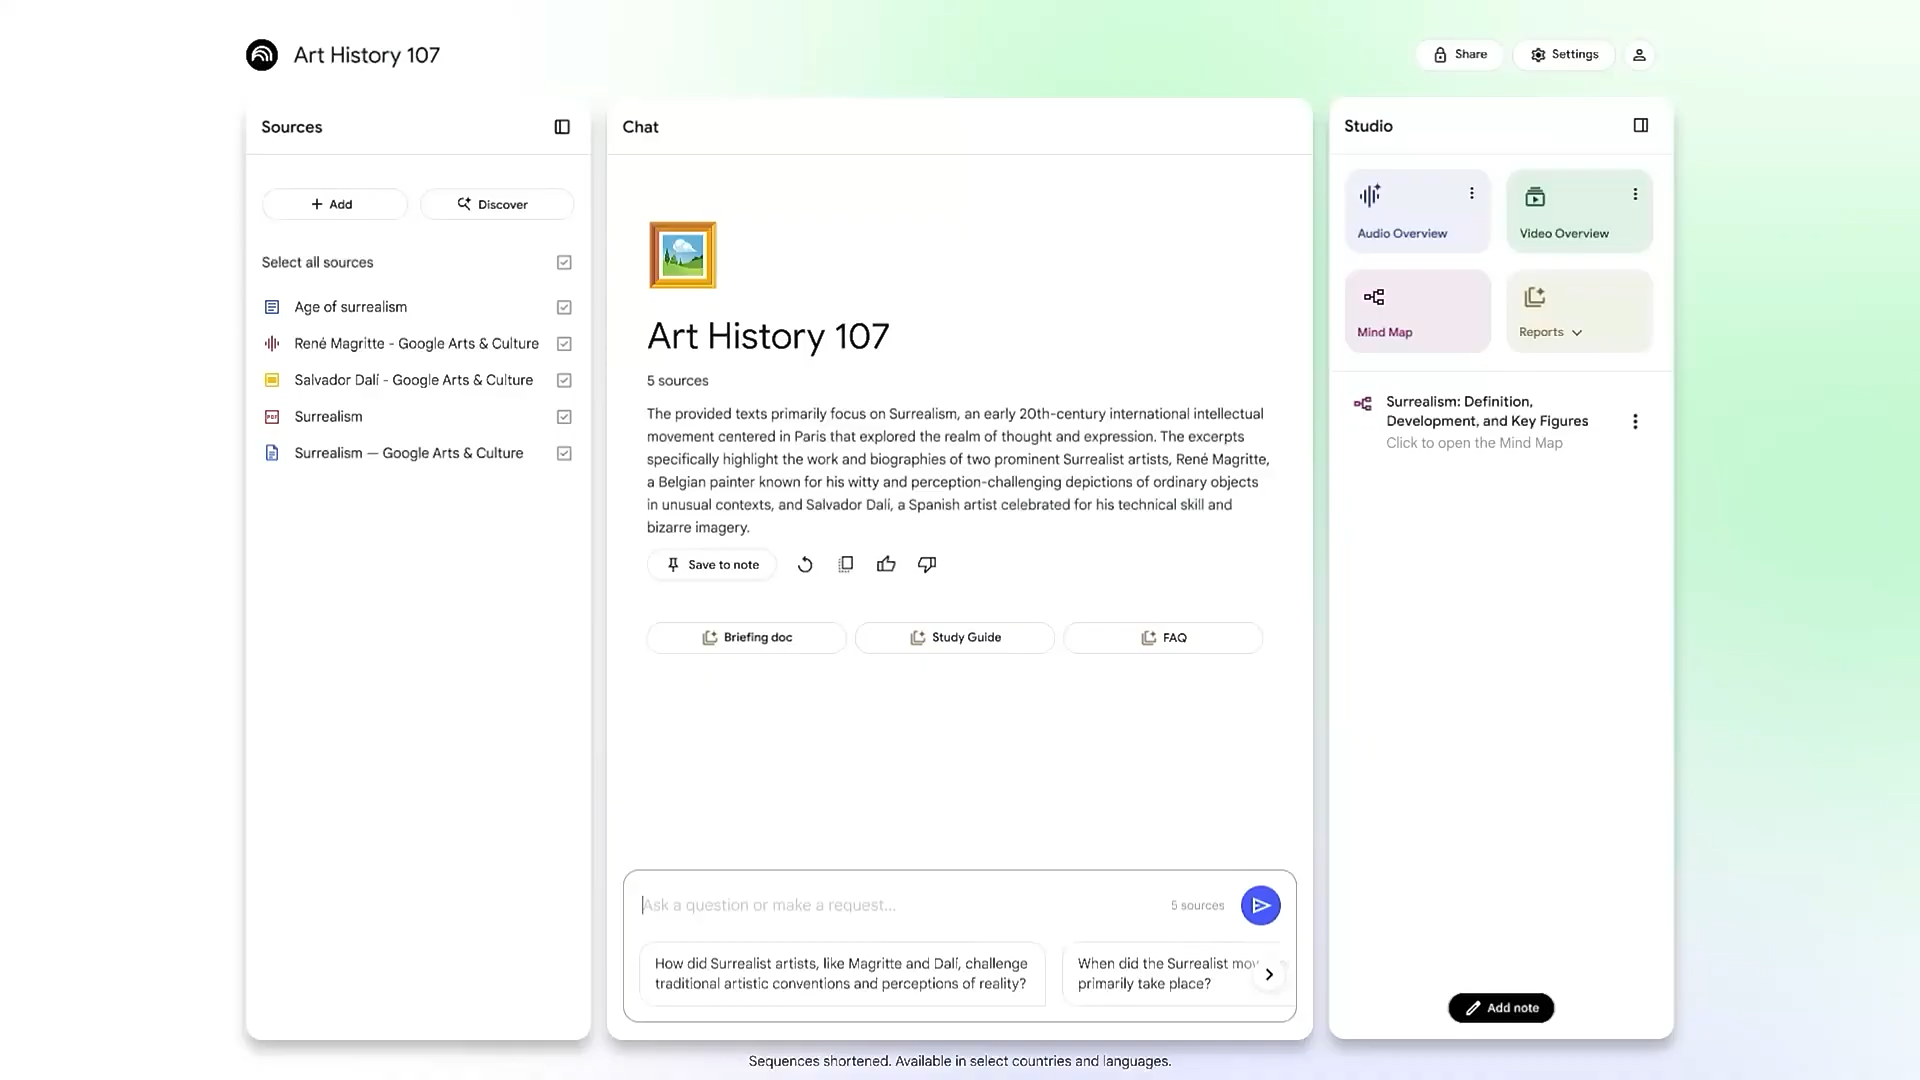 Art History 107
Share
Settings
Sources
Add
Discover
Select all sources
Age of surrealism
René Magritte - Google Arts & Culture
Salvador Dalí - Google Arts & Culture
PDF
Surrealism
Surrealism — Google Arts & Culture
Chat
Art History 107
5 sources
The provided texts primarily focus on Surrealism, an early 20th-century international intellectual
movement centered in Paris that explored the realm of thought and expression. The excerpts
specifically highlight the work and biographies of two prominent Surrealist artists, René Magritte,
a Belgian painter known for his witty and perception-challenging depictions of ordinary objects
in unusual contexts, and Salvador Dalí, a Spanish artist celebrated for his technical skill and
bizarre imagery.
Save to note
Briefing doc
Study Guide
FAQ
Ask a question or make a request...
5 sources
How did Surrealist artists, like Magritte and Dalí, challenge
traditional artistic conventions and perceptions of reality?
When did the Surrealist
primarily take place?
Studio
Audio Overview
Video Overview
Mind Map
Reports
Surrealism: Definition,
Development, and Key Figures
Click to open the Mind Map
Add note
Sequences shortened. Available in select countries and languages.